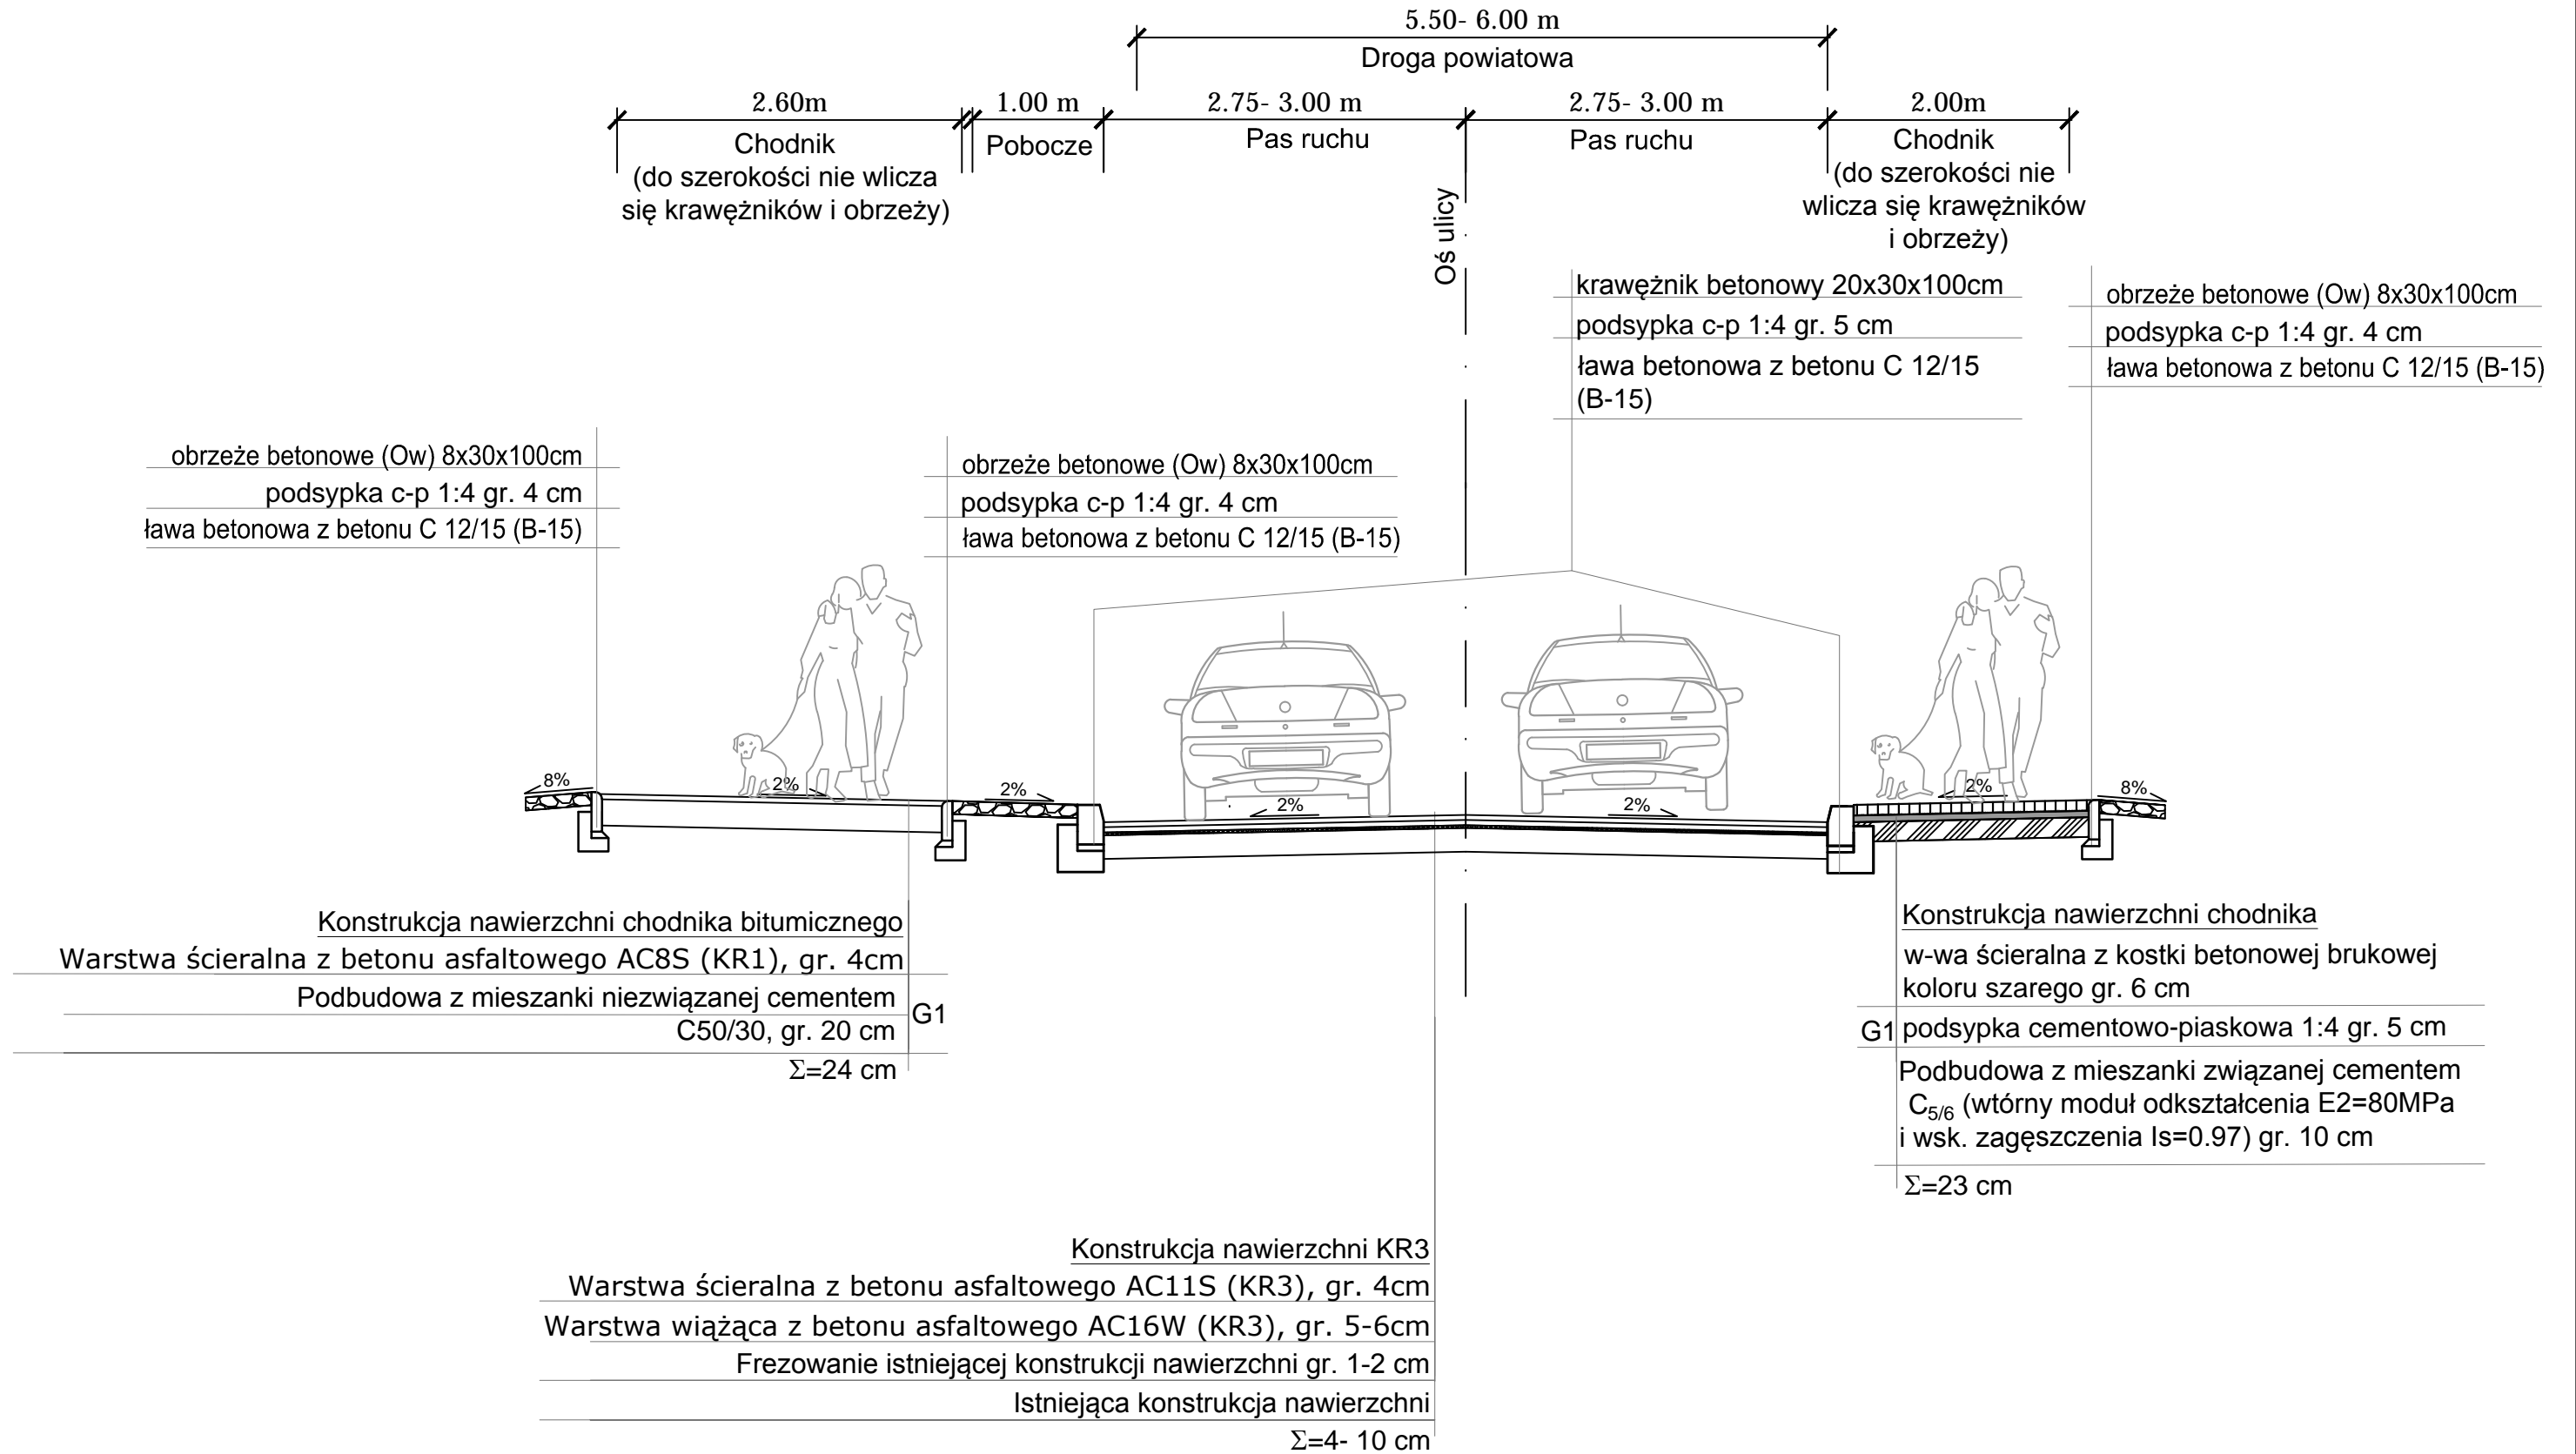 5.50- 6.00 m
Droga powiatowa
2.60m
1.00 m
2.75- 3.00 m
2.75- 3.00 m
2.00m
Chodnik
(do szerokości nie wlicza
się krawężników i obrzeży)
Pobocze
Pas ruchu
Pas ruchu
Chodnik
(do szerokości nie
wlicza się krawężników
i obrzeży)
Oś ulicy
krawężnik betonowy 20x30x100cm
podsypka c-p 1:4 gr. 5 cm
ława betonowa z betonu C 12/15
(B-15)
obrzeże betonowe (Ow) 8x30x100cm
podsypka c-p 1:4 gr. 4 cm
ława betonowa z betonu C 12/15 (B-15)
obrzeże betonowe (Ow) 8x30x100cm
podsypka c-p 1:4 gr. 4 cm
ława betonowa z betonu C 12/15 (B-15)
obrzeże betonowe (Ow) 8x30x100cm
podsypka c-p 1:4 gr. 4 cm
ława betonowa z betonu C 12/15 (B-15)
8%
2%
2%
2%
2%
2%
8%
Konstrukcja nawierzchni chodnika bitumicznego
Warstwa ścieralna z betonu asfaltowego AC8S (KR1), gr. 4cm
Podbudowa z mieszanki niezwiązanej cementem
C50/30, gr. 20 cm
G1
Σ=24 cm
Konstrukcja nawierzchni chodnika
w-wa ścieralna z kostki betonowej brukowej
koloru szarego gr. 6 cm
G1 podsypka cementowo-piaskowa 1:4 gr. 5 cm
Podbudowa z mieszanki związanej cementem
C5/6 (wtórny moduł odkształcenia E2=80MPa
i wsk. zagęszczenia Is=0.97) gr. 10 cm
Σ=23 cm
Konstrukcja nawierzchni KR3
Warstwa ścieralna z betonu asfaltowego AC11S (KR3), gr. 4cm
Warstwa wiążąca z betonu asfaltowego AC16W (KR3), gr. 5-6cm
Frezowanie istniejącej konstrukcji nawierzchni gr. 1-2 cm
Istniejąca konstrukcja nawierzchni
Σ=4- 10 cm